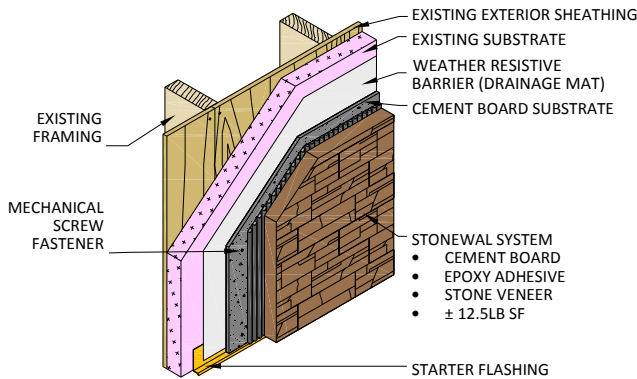 EXISTING EXTERIOR SHEATHING
EXISTING SUBSTRATE
WEATHER RESISTIVE
BARRIER (DRAINAGE MAT)
CEMENT BOARD SUBSTRATE
EXISTING
FRAMING
MECHANICAL
SCREW
FASTENER
STONEWAL SYSTEM
• CEMENT BOARD
• EPOXY ADHESIVE
• STONE VENEER
• ± 12.5LB SF
STARTER FLASHING